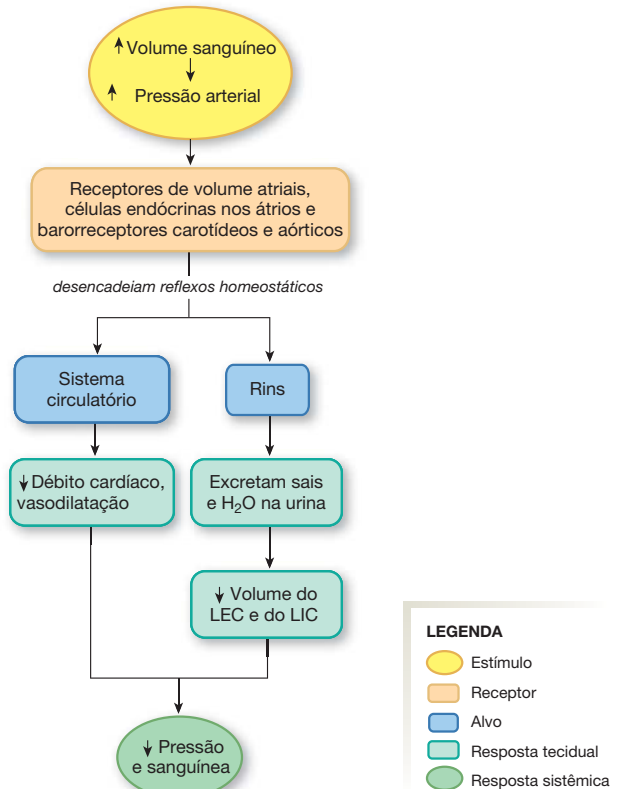 ↑ Volume sanguíneo
↑ Pressão arterial
Receptores de volume atriais,
células endócrinas nos átrios e
barorreceptores carotídeos e aórticos
desencadeiam reflexos homeostáticos
Sistema
circulatório
Rins
↓ Débito cardíaco,
vasodilatação
Excretam sais
e H₂O na urina
↓ Volume do
LEC e do LIC
↓ Pressão
e sanguínea
LEGENDA
Estímulo
Receptor
Alvo
Resposta tecidual
Resposta sistêmica